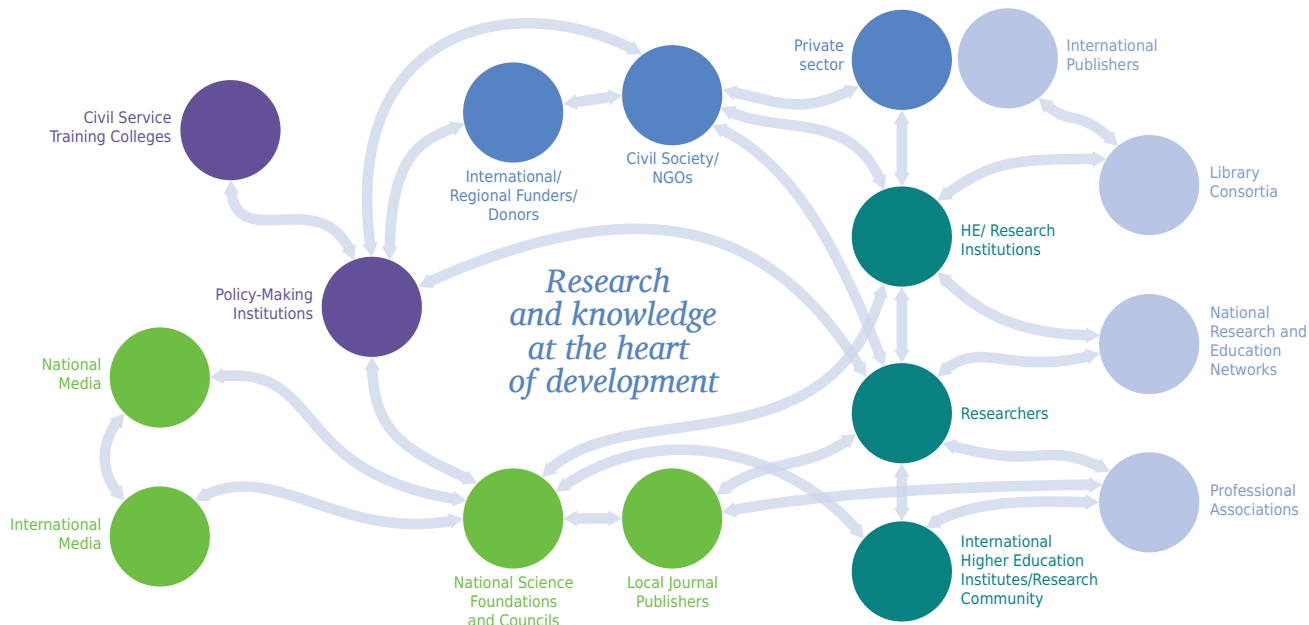 Private
sector
International
Publishers
Civil Service
Training Colleges
Civil Society/
NGOs
International/
Regional Funders/
Donors
Library
Consortia
HE/ Research
Institutions
Policy-Making
Institutions
Research
and knowledge
at the heart
of development
National
Research and
Education
Networks
National
Media
Researchers
International
Media
Professional
Associations
National Science
Foundations
and Councils
Local Journal
Publishers
International
Higher Education
Institutes/Research
Community